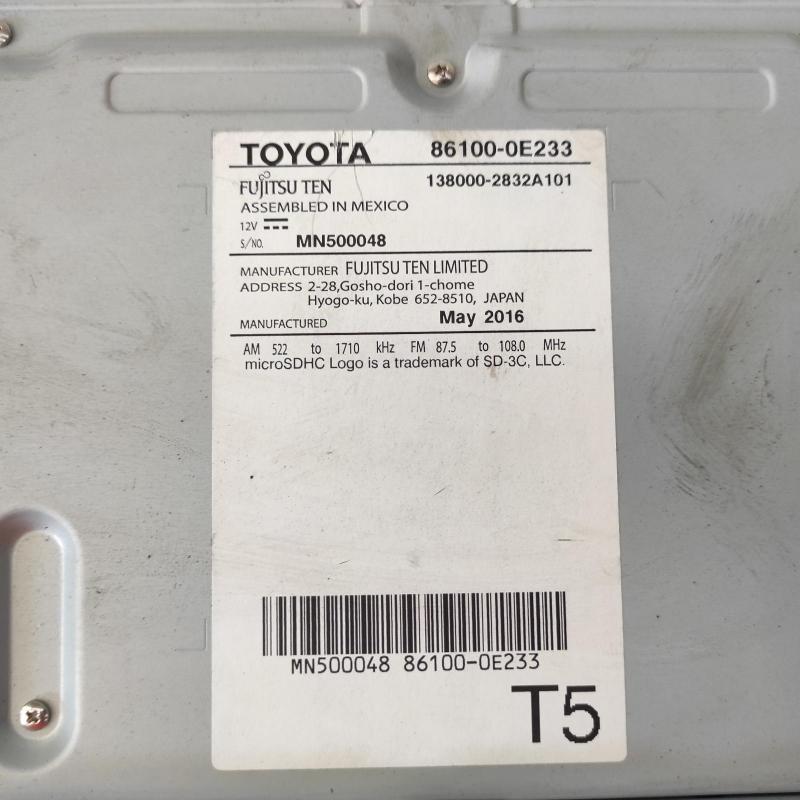 TOYOTA 86100-0E233
FUJITSU TEN 138000-2832A101
ASSEMBLED IN MEXICO
12V
S/NO. MN500048
MANUFACTURER FUJITSU TEN LIMITED
ADDRESS 2-28,Gosho-dori 1-chome
Hyogo-ku, Kobe 652-8510, JAPAN
MANUFACTURED May 2016
AM 522 to 1710 kHz FM 87.5 to 108.0 MHz
microSDHC Logo is a trademark of SD-3C, LLC.
MN500048 86100-0E233
T5